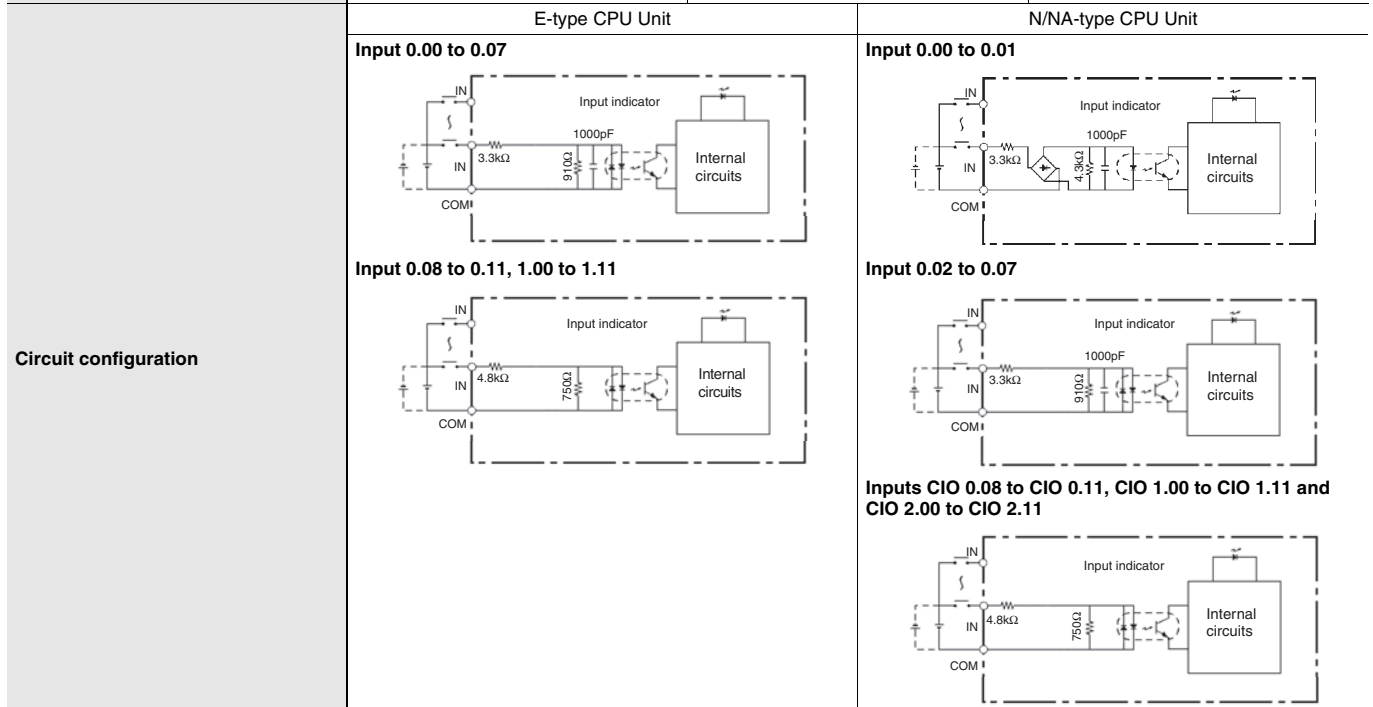 E-type CPU Unit
N/NA-type CPU Unit
Circuit configuration
Input 0.00 to 0.07
IN
Input indicator
1000pF
3.3kΩ
IN
910Ω
Internal
circuits
COM
Input 0.08 to 0.11, 1.00 to 1.11
IN
Input indicator
4.8kΩ
IN
750Ω
Internal
circuits
COM
Input 0.00 to 0.01
IN
Input indicator
1000pF
3.3kΩ
IN
4.3kΩ
Internal
circuits
COM
Input 0.02 to 0.07
IN
Input indicator
1000pF
3.3kΩ
IN
910Ω
Internal
circuits
COM
Inputs CIO 0.08 to CIO 0.11, CIO 1.00 to CIO 1.11 and
CIO 2.00 to CIO 2.11
IN
Input indicator
4.8kΩ
IN
750Ω
Internal
circuits
COM